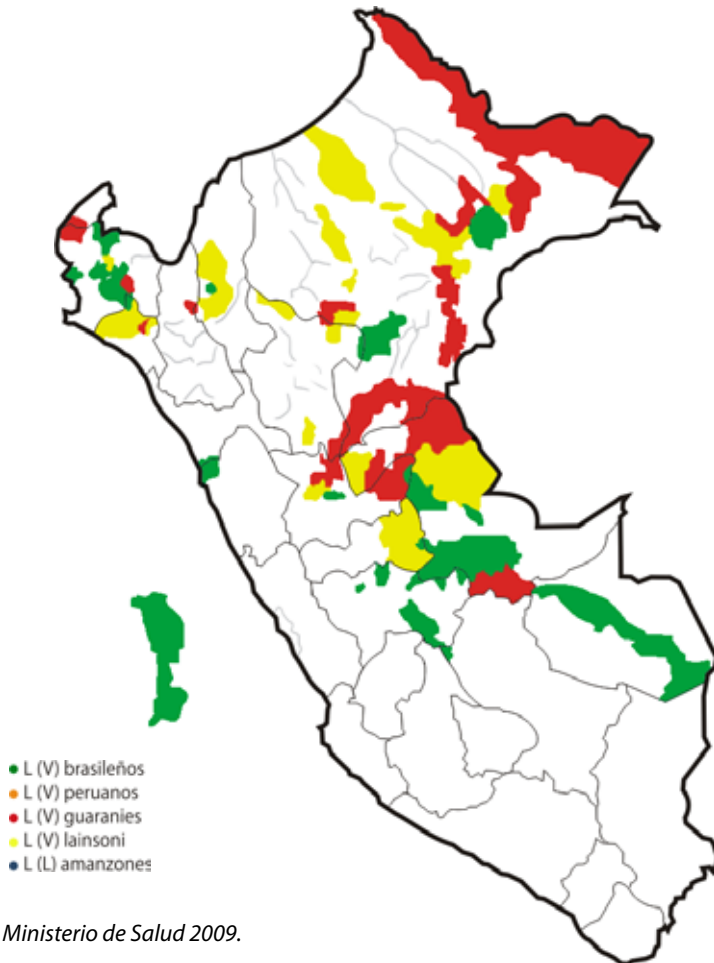 L (V) brasileños
L (V) peruanos
L (V) guaranies
L (V) lainsoni
L (L) amanzones
Ministerio de Salud 2009.